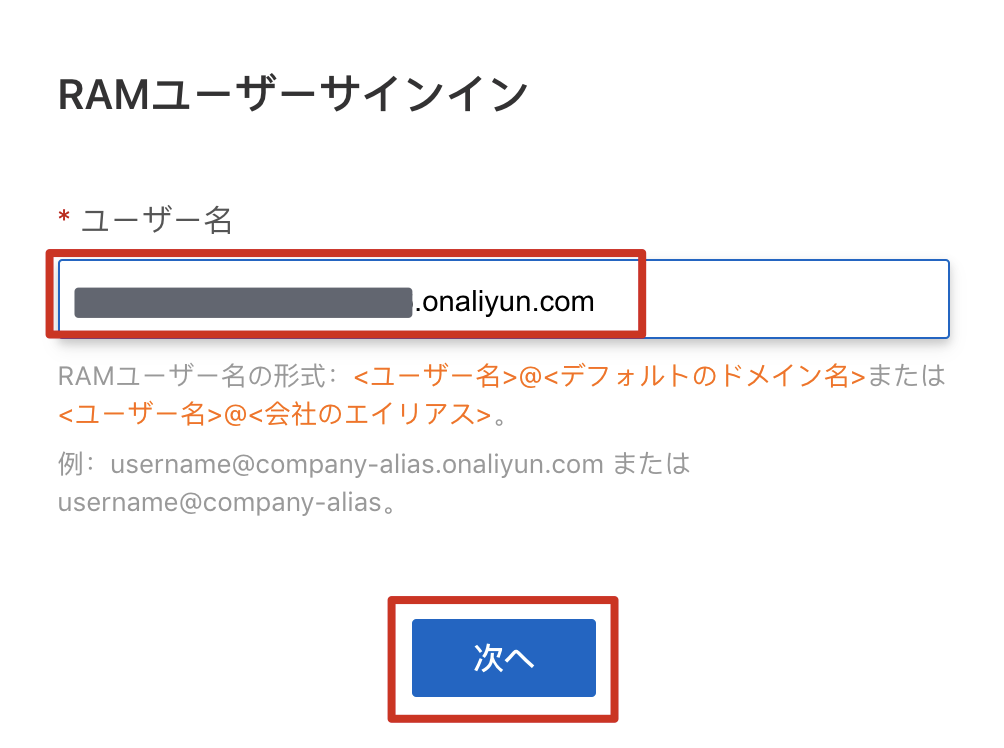 RAMユーザーサインイン
* ユーザー名
.onaliyun.com
RAMユーザー名の形式：<ユーザー名>@<デフォルトのドメイン名>または
<ユーザー名>@<会社のエイリアス>。
例：username@company-alias.onaliyun.com または
username@company-alias。
次へ